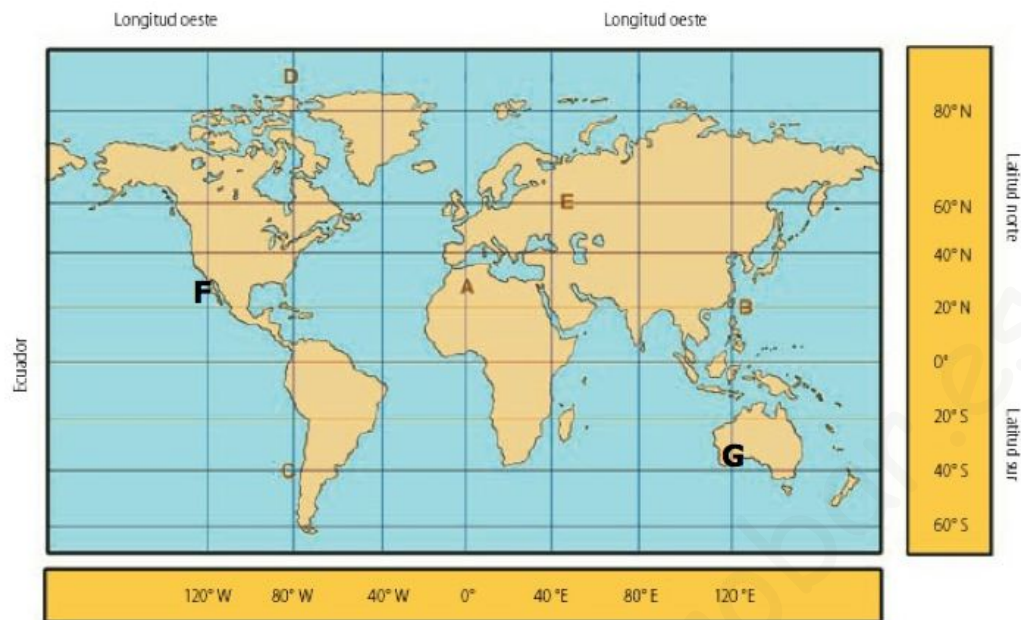 Longitud oeste Longitud oeste
D
80° N
Latitud norte
E
60° N
40° N
F
A
B
20° N
Ecuador
0°
20° S
Latitud sur
G
C
40° S
60° S
120° W 80° W 40° W 0° 40 °E 80° E 120 °E